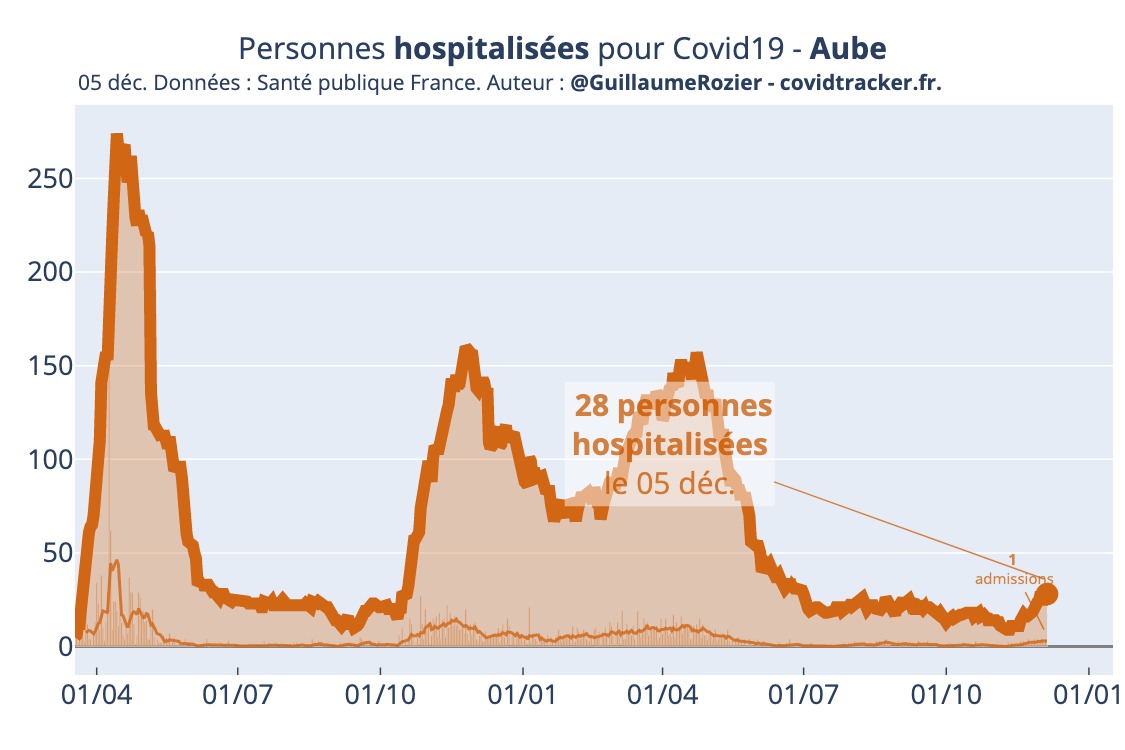 Personnes hospitalisées pour Covid19 - Aube
05 déc. Données : Santé publique France. Auteur : @GuillaumeRozier - covidtracker.fr.
250
200
150
100
50
0
28 personnes
hospitalisées
le 05 déc.
1
admissions
01/04 01/07 01/10 01/01 01/04 01/07 01/10 01/01